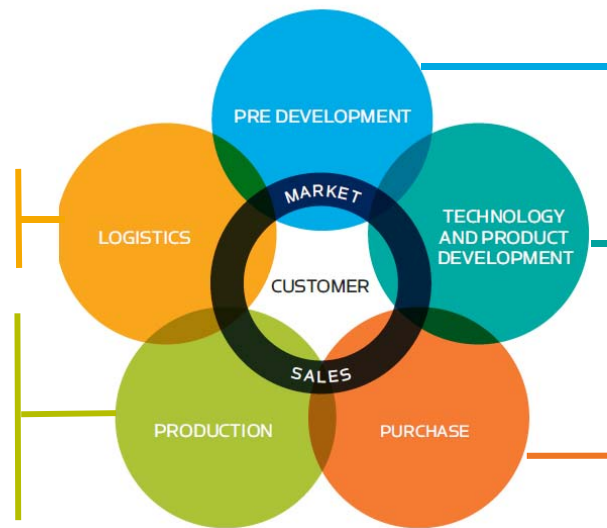 PRE DEVELOPMENT
MARKET
LOGISTICS
TECHNOLOGY
AND PRODUCT
DEVELOPMENT
CUSTOMER
SALES
PRODUCTION
PURCHASE